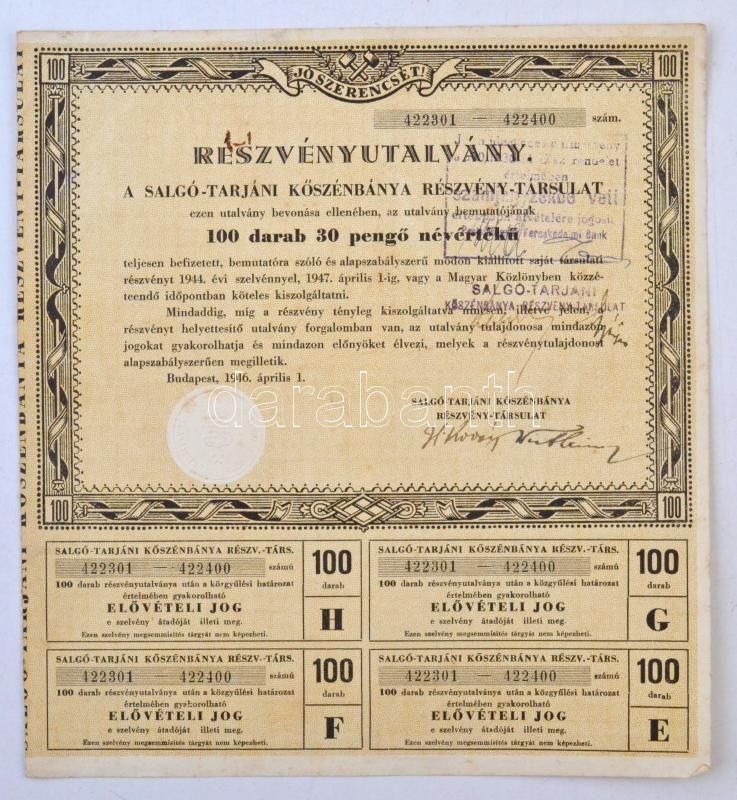 JÓ SZERENCSÉT!
100
100
422301 — 422400 szám.
RÉSZVÉNYUTALVÁNY.
A SALGÓ-TARJÁNI KŐSZÉNBÁNYA RÉSZVÉNY-TÁRSULAT
ezen utalvány bevonása ellenében, az utalvány bemutatójának
100 darab 30 pengő névértékű
teljesen befizetett, bemutatóra szóló és alapszabályszerű módon kiállított saját társulati
részvényt 1944. évi szelvénnyel, 1947. április 1-ig, vagy a Magyar Közlönyben közzé-
teendő időpontban köteles kiszolgáltatni.
Mindaddig, míg a részvény tényleg kiszolgáltatva nincsen, illetve jelen, a
részvényt helyettesítő utalvány forgalomban van, az utalvány tulajdonosa mindazon
jogokat gyakorolhatja és mindazon előnyöket élvezi, melyek a részvénytulajdonost
alapszabályszerűen megilletik.
Budapest, 1946. április 1.
SALGÓ-TARJÁNI KŐSZÉNBÁNYA
RÉSZVÉNY-TÁRSULAT
értelmében
SALGÓ-TARJÁNI
KŐSZÉNBÁNYA RÉSZVÉNY-TÁRSULAT
darabanth
100
100
SALGÓ-TARJÁNI KŐSZÉNBÁNYA RÉSZVÉNY-TÁRSULAT
SALGÓ-TARJÁNI KŐSZÉNBÁNYA RÉSZV.-TÁRS.
422301 — 422400 számú
100 darab részvényutalványa után a közgyűlési határozat
értelmében gyakorolható
ELŐVÉTELI JOG
e szelvény átadóját illeti meg.
Ezen szelvény megsemmisítés tárgyát nem képezheti.
100
darab
H
SALGÓ-TARJÁNI KŐSZÉNBÁNYA RÉSZV.-TÁRS.
422301 — 422400 számú
100 darab részvényutalványa után a közgyűlési határozat
értelmében gyakorolható
ELŐVÉTELI JOG
e szelvény átadóját illeti meg.
Ezen szelvény megsemmisítés tárgyát nem képezheti.
100
darab
G
SALGÓ-TARJÁNI KŐSZÉNBÁNYA RÉSZV.-TÁRS.
422301 — 422400 számú
100 darab részvényutalványa után a közgyűlési határozat
értelmében gyakorolható
ELŐVÉTELI JOG
e szelvény átadóját illeti meg.
Ezen szelvény megsemmisítés tárgyát nem képezheti.
100
darab
F
SALGÓ-TARJÁNI KŐSZÉNBÁNYA RÉSZV.-TÁRS.
422301 — 422400 számú
100 darab részvényutalványa után a közgyűlési határozat
értelmében gyakorolható
ELŐVÉTELI JOG
e szelvény átadóját illeti meg.
Ezen szelvény megsemmisítés tárgyát nem képezheti.
100
darab
E